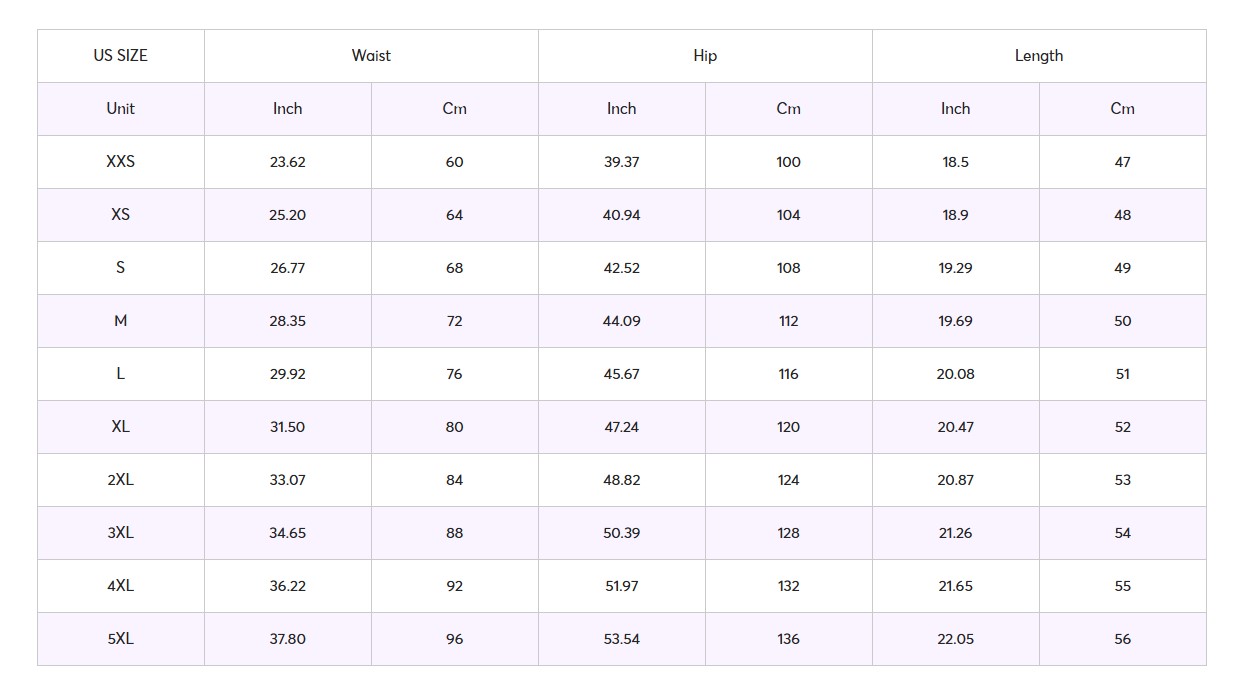 US SIZE Waist Hip Length
Unit Inch Cm Inch Cm Inch Cm
XXS 23.62 60 39.37 100 18.5 47
XS 25.20 64 40.94 104 18.9 48
S 26.77 68 42.52 108 19.29 49
M 28.35 72 44.09 112 19.69 50
L 29.92 76 45.67 116 20.08 51
XL 31.50 80 47.24 120 20.47 52
2XL 33.07 84 48.82 124 20.87 53
3XL 34.65 88 50.39 128 21.26 54
4XL 36.22 92 51.97 132 21.65 55
5XL 37.80 96 53.54 136 22.05 56